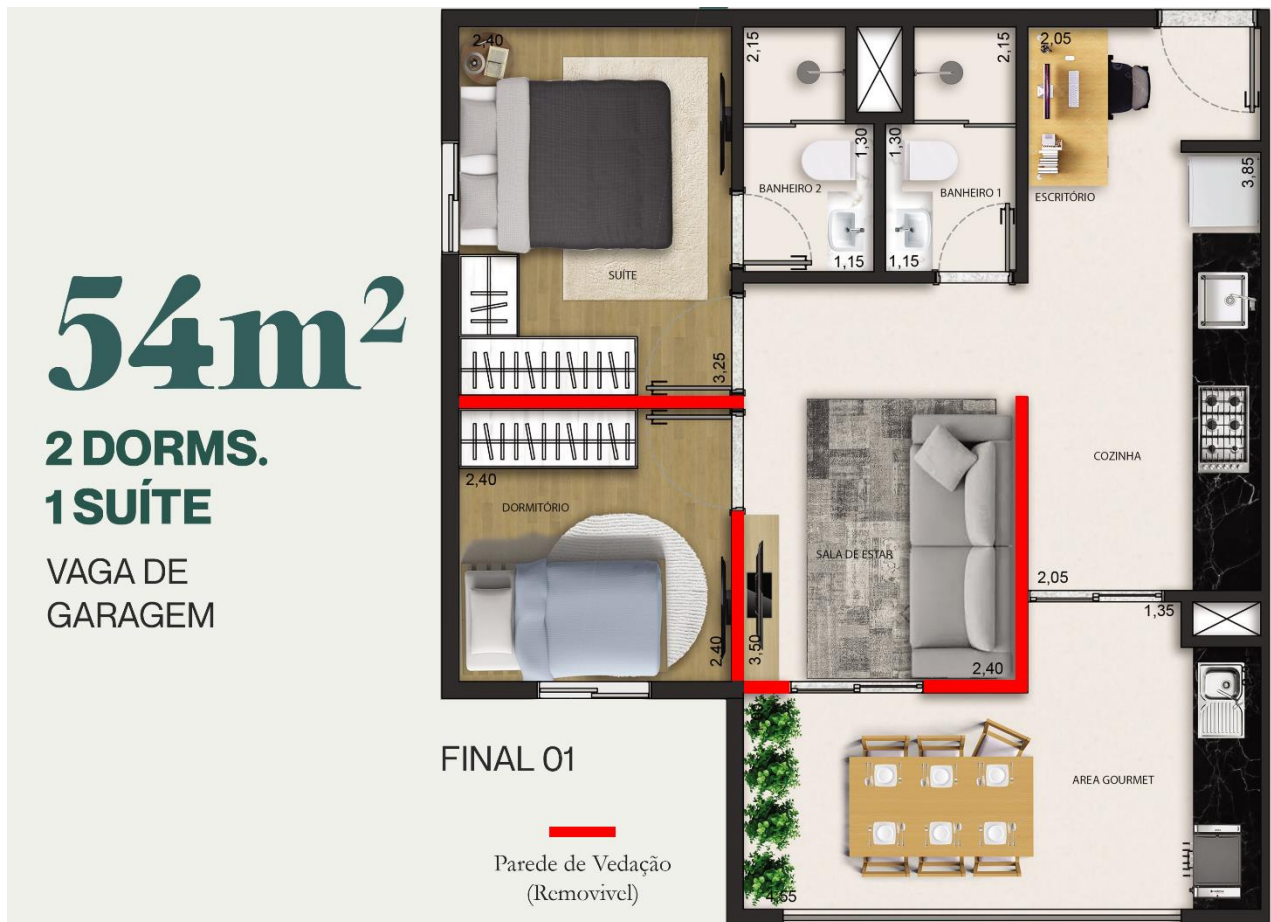 54m²
2 DORMS.
1 SUÍTE
VAGA DE
GARAGEM
2,40
2,15
2,15
2,05
1,30
1,30
3,85
BANHEIRO 2
BANHEIRO 1
ESCRITÓRIO
1,15
1,15
SUÍTE
3,25
COZINHA
2,40
DORMITÓRIO
SALA DE ESTAR
2,05
1,35
2,40
3,50
2,40
FINAL 01
AREA GOURMET
Parede de Vedação
(Removivel)
4,55